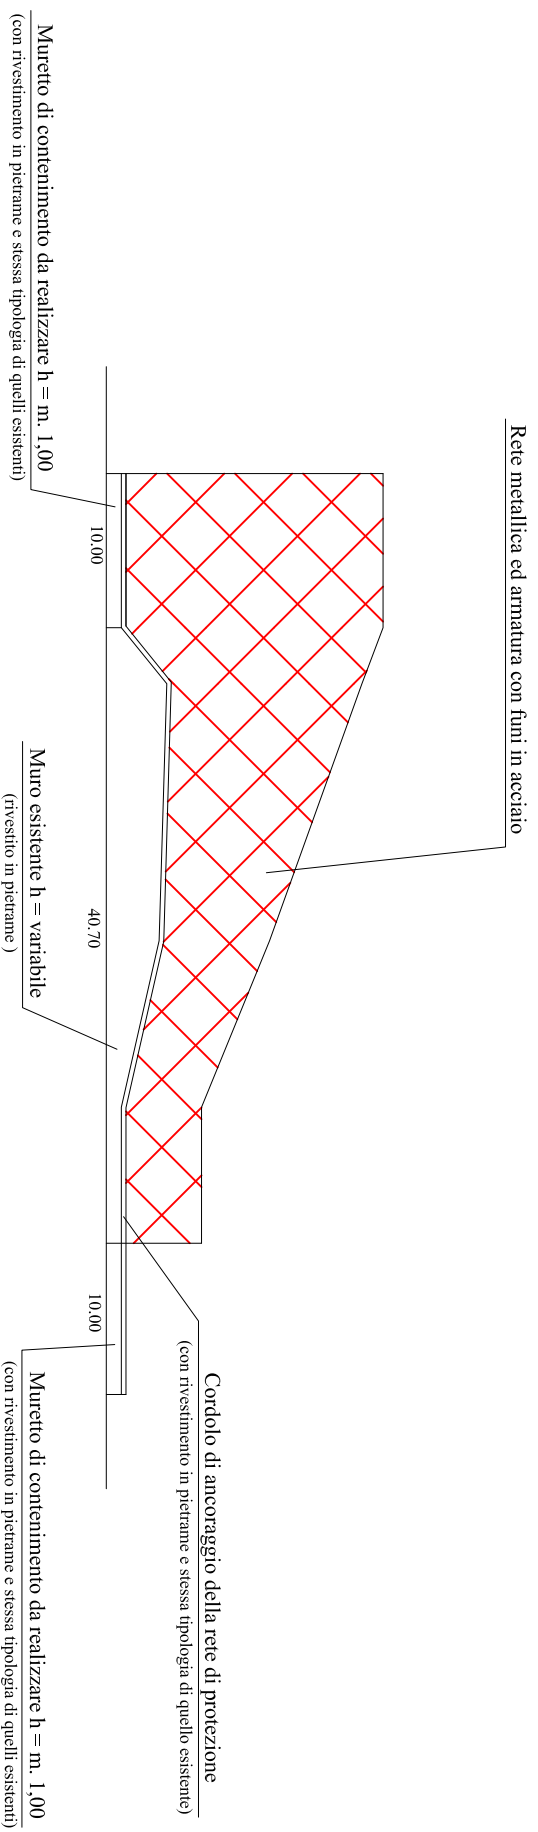 Rete metallica ed armatura con funi in acciaio
Cordolo di ancoraggio della rete di protezione
(con rivestimento in pietrame e stessa tipologia di quello esistente)
10.00
40.70
10.00
Muretto di contenimento da realizzare h = m. 1,00
(con rivestimento in pietrame e stessa tipologia di quelli esistenti)
Muro esistente h = variabile
(rivestito in pietrame )
Muretto di contenimento da realizzare h = m. 1,00
(con rivestimento in pietrame e stessa tipologia di quelli esistenti)